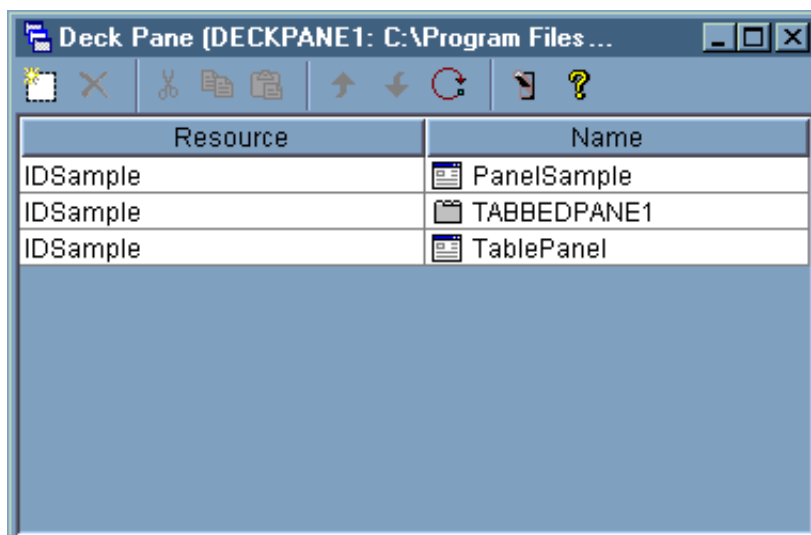 Deck Pane (DECKPANE1: C:\Program Files...
Resource Name
IDSample PanelSample
IDSample TABBEDPANE1
IDSample TablePanel